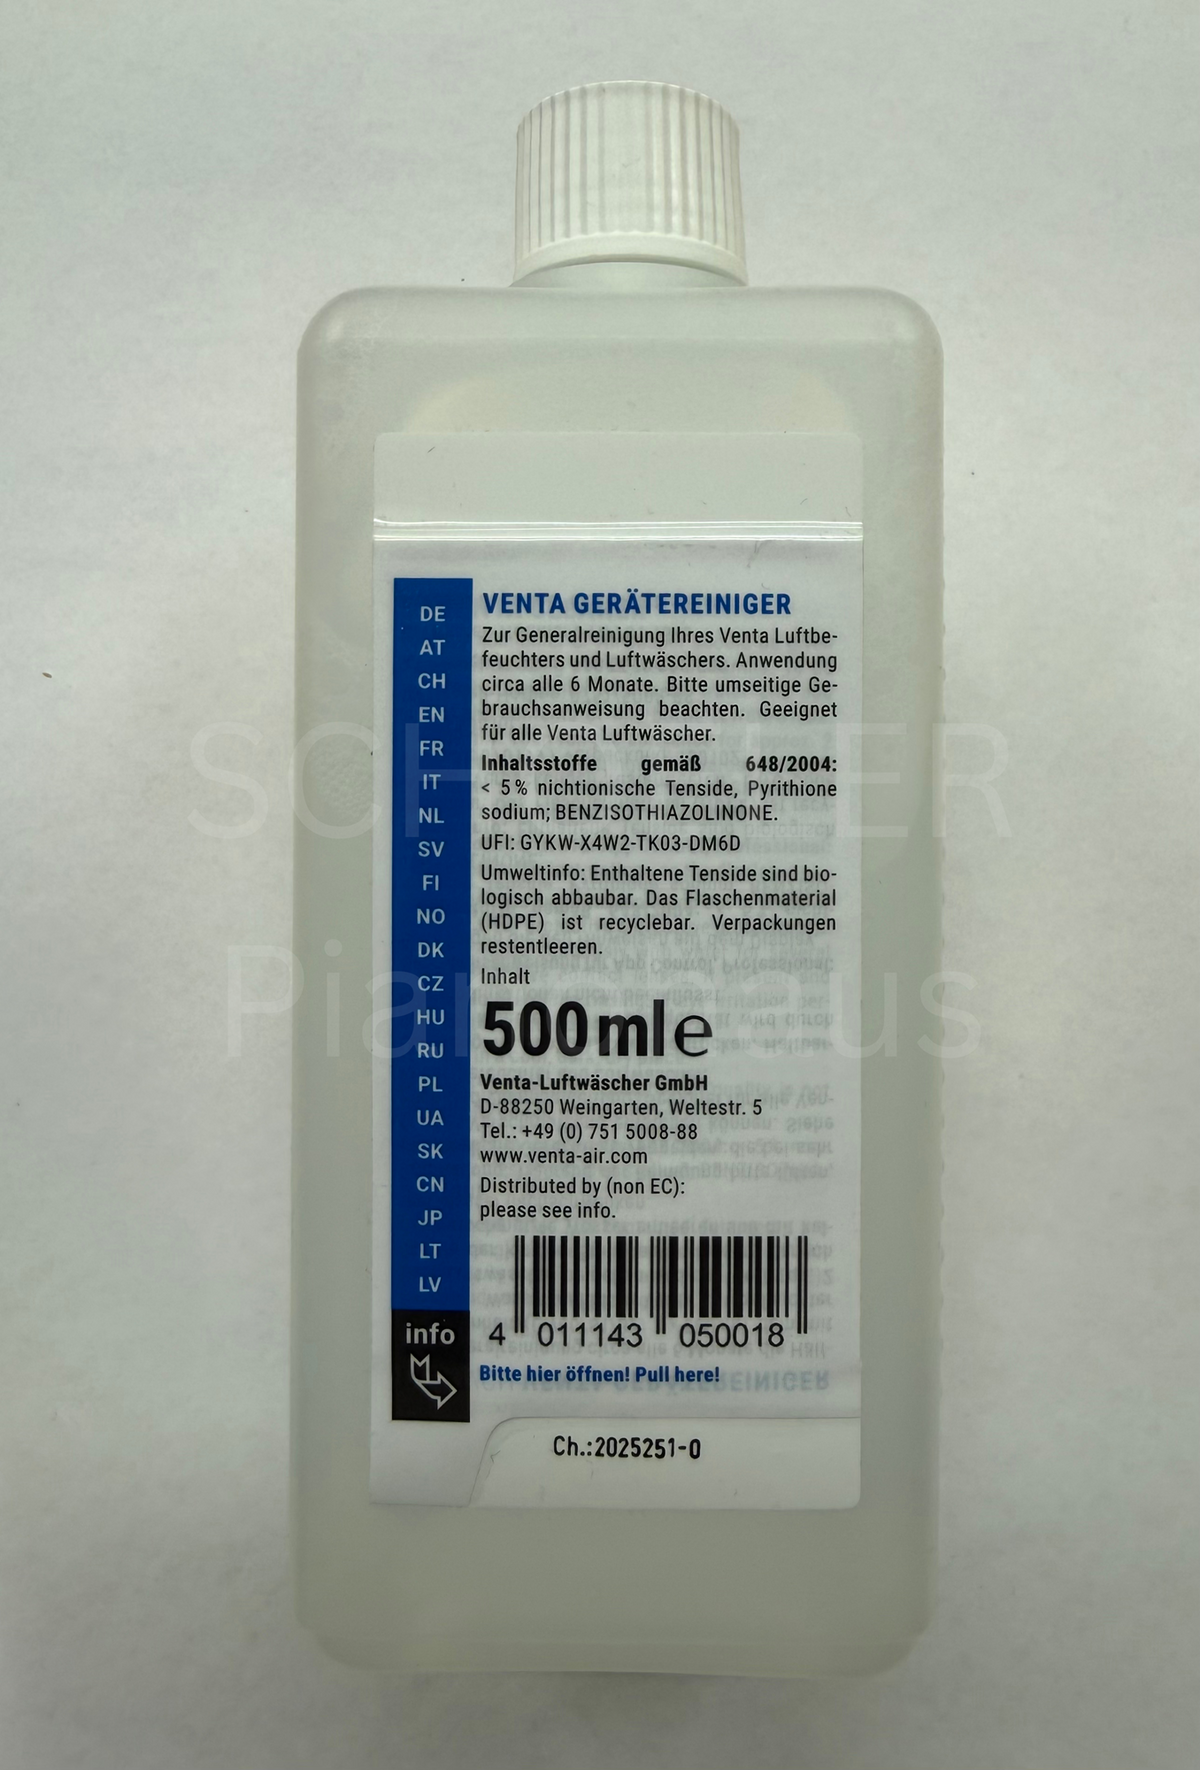 DE
AT
CH
EN
FR
IT
NL
SV
FI
NO
DK
CZ
HU
RU
PL
UA
SK
CN
JP
LT
LV
info
VENTA GERÄTEREINIGER
Zur Generalreinigung Ihres Venta Luftbe-
feuchters und Luftwäschers. Anwendung
circa alle 6 Monate. Bitte umseitige Ge-
brauchsanweisung beachten. Geeignet
für alle Venta Luftwäscher.
Inhaltsstoffe gemäß 648/2004:
< 5 % nichtionische Tenside, Pyrithione
sodium; BENZISOTHIAZOLINONE.
UFI: GYKW-X4W2-TK03-DM6D
Umweltinfo: Enthaltene Tenside sind bio-
logisch abbaubar. Das Flaschenmaterial
(HDPE) ist recyclebar. Verpackungen
restentleeren.
Inhalt
500 ml ℮
Venta-Luftwäscher GmbH
D-88250 Weingarten, Weltestr. 5
Tel.: +49 (0) 751 5008-88
www.venta-air.com
Distributed by (non EC):
please see info.
4 011143 050018
Bitte hier öffnen! Pull here!
Ch.:2025251-0